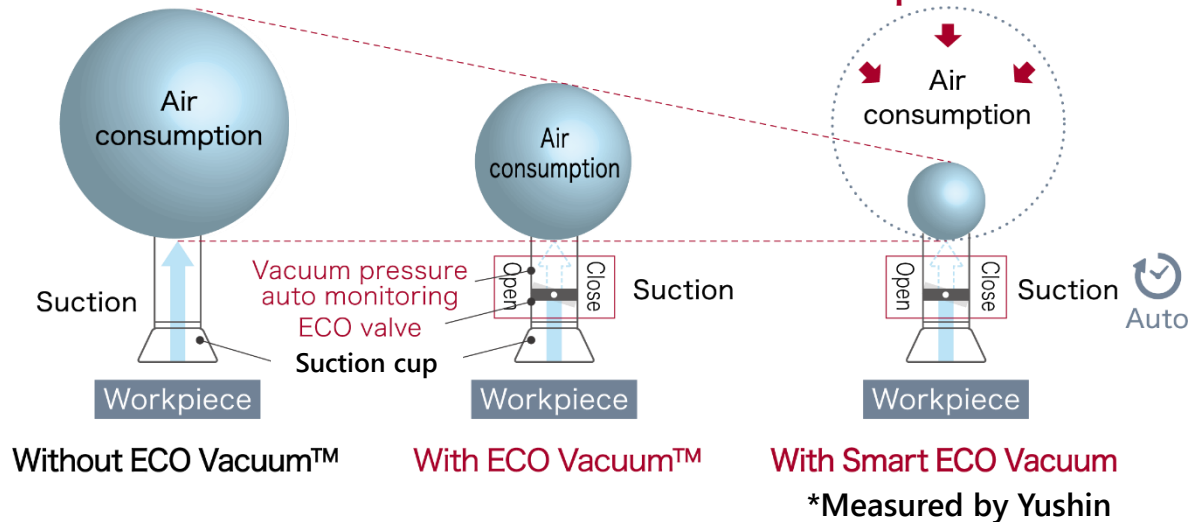 Air
consumption
Air
consumption
Air
consumption
Suction
Vacuum pressure
auto monitoring
ECO valve
Suction cup
Open
Close
Suction
Open
Close
Suction
Auto
Workpiece
Workpiece
Workpiece
Without ECO Vacuum™
With ECO Vacuum™
With Smart ECO Vacuum
*Measured by Yushin